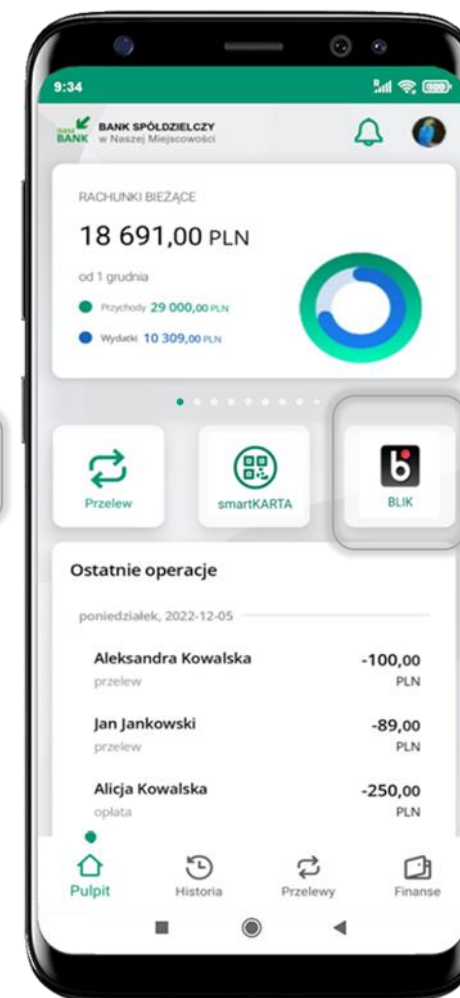 9:34
nasz BANK BANK SPÓŁDZIELCZY
w Naszej Miejscowości
RACHUNKI BIEŻĄCE
18 691,00 PLN
od 1 grudnia
Przychody 29 000,00 PLN
Wydatki 10 309,00 PLN
Przelew
smartKARTA
b
BLIK
Ostatnie operacje
poniedziałek, 2022-12-05
Aleksandra Kowalska -100,00
przelew PLN
Jan Jankowski -89,00
przelew PLN
Alicja Kowalska -250,00
opłata PLN
Pulpit Historia Przelewy Finanse